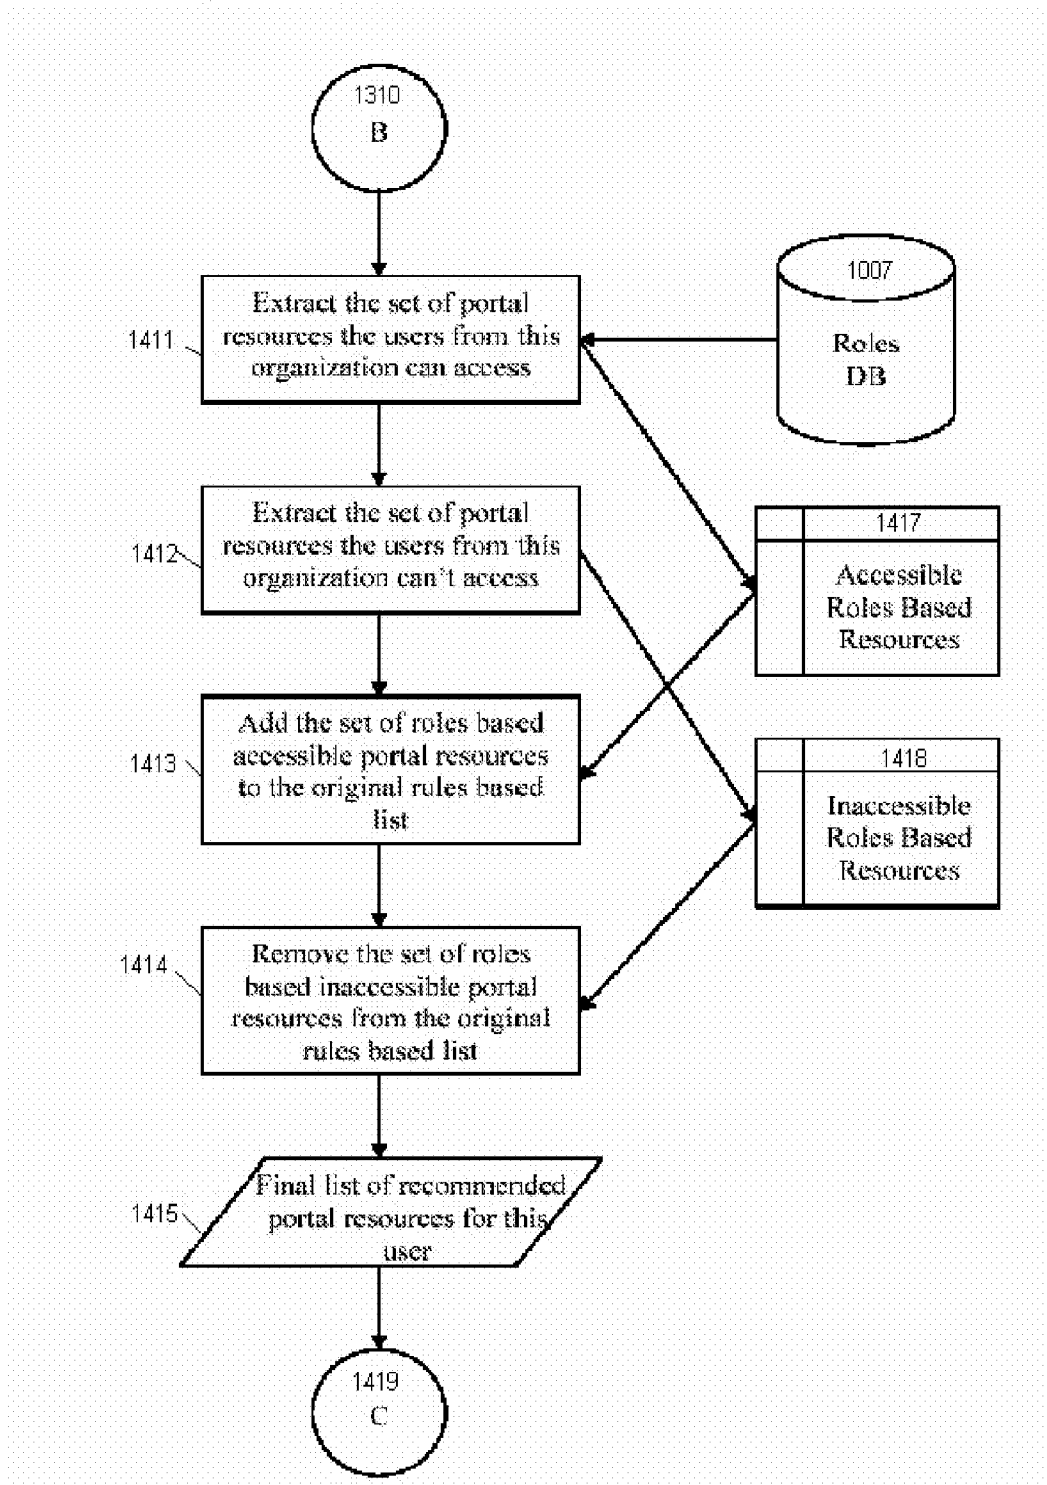 1310
B
1007
Roles
DB
1411
Extract the set of portal
resources the users from this
organization can access
1412
Extract the set of portal
resources the users from this
organization can't access
1417
Accessible
Roles Based
Resources
1413
Add the set of roles based
accessible portal resources
to the original rules based
list
1418
Inaccessible
Roles Based
Resources
1414
Remove the set of roles
based inaccessible portal
resources from the original
rules based list
1415
Final list of recommended
portal resources for this
user
1419
C